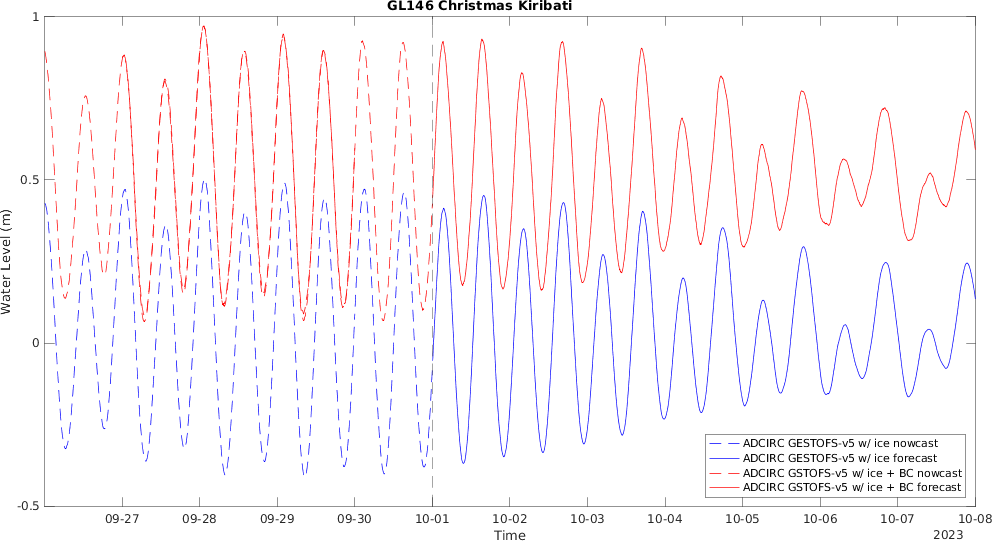 GL146 Christmas Kiribati
Water Level (m)
1
0.5
0
-0.5
09-27 09-28 09-29 09-30 10-01 10-02 10-03 10-04 10-05 10-06 10-07 10-08
Time
2023
ADCIRC GESTOFS-v5 w/ ice nowcast
ADCIRC GESTOFS-v5 w/ ice forecast
ADCIRC GSTOFS-v5 w/ ice + BC nowcast
ADCIRC GSTOFS-v5 w/ ice + BC forecast